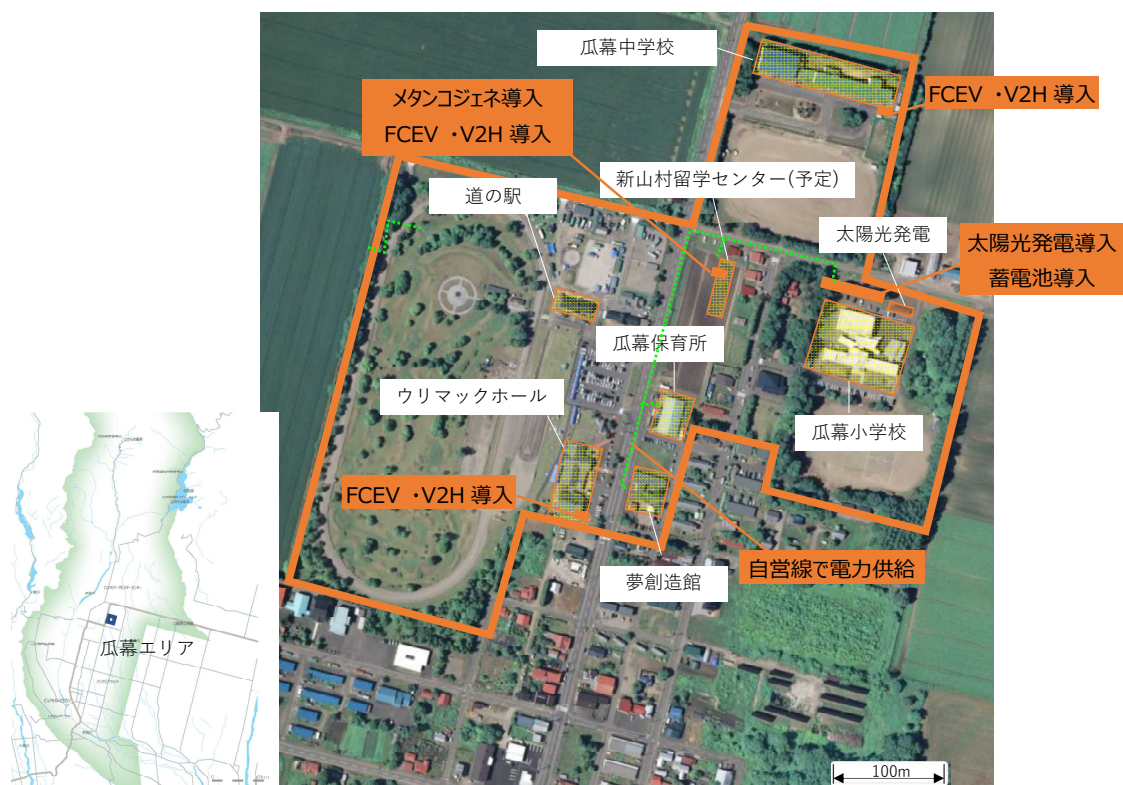 瓜幕中学校
メタンコジェネ導入
FCEV ・V2H 導入
FCEV ・V2H 導入
新山村留学センター(予定)
道の駅
太陽光発電
太陽光発電導入
蓄電池導入
瓜幕保育所
ウリマックホール
瓜幕小学校
FCEV ・V2H 導入
自営線で電力供給
夢創造館
瓜幕エリア
100m